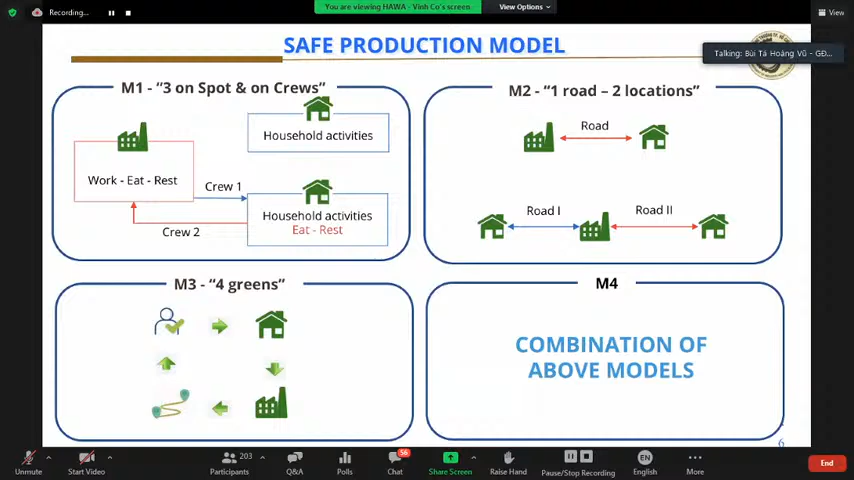 Recording...
You are viewing HAWA - Vinh Co's screen
View Options
View
SAFE PRODUCTION MODEL
Talking: Bùi Tá Hoàng Vũ - GĐ...
M1 - “3 on Spot & on Crews”
Household activities
Work - Eat - Rest
Crew 1
Household activities
Eat - Rest
Crew 2
M2 - “1 road – 2 locations”
Road
Road I
Road II
M3 - “4 greens”
M4
COMBINATION OF
ABOVE MODELS
6
Unmute
Start Video
203
Participants
Q&A
Polls
56
Chat
Share Screen
Raise Hand
Pause/Stop Recording
EN
English
More
End